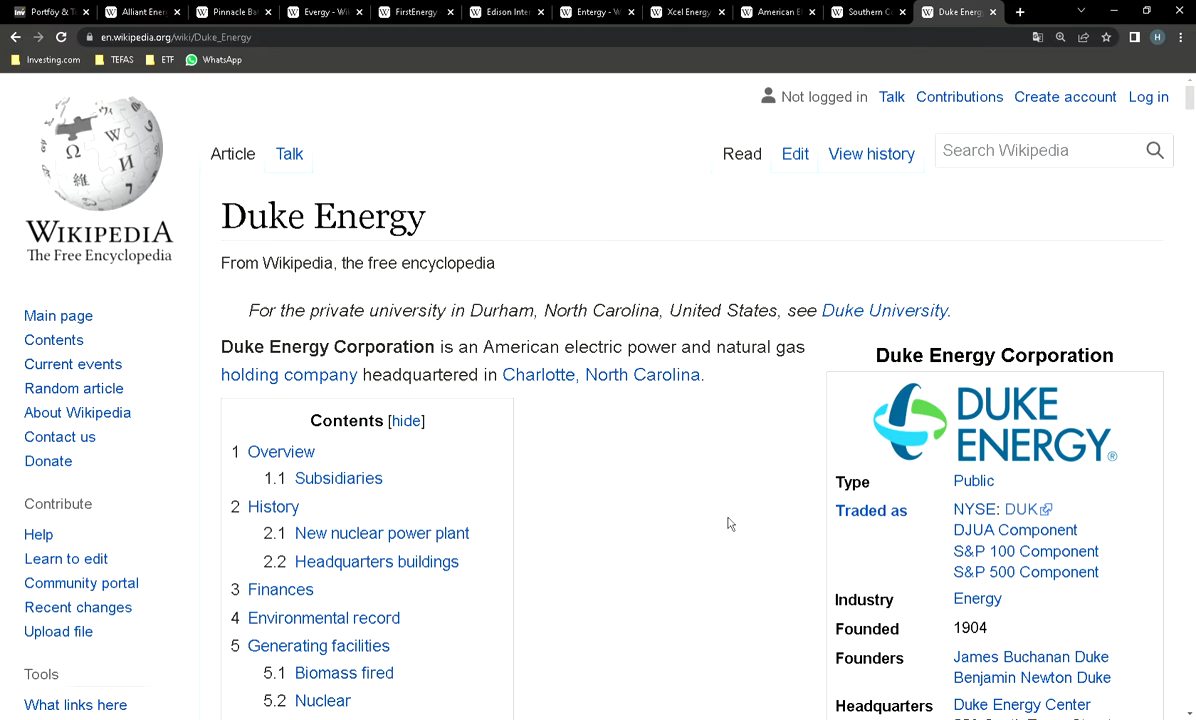 Portföy & T
Alliant Ener
Pinnacle
Evergy - Wi
FirstEnergy
Edison Inte
Entergy - W
Xcel Energy
American E
Southern C
Duke Energ
en.wikipedia.org/wiki/Duke_Energy
H
Investing.com
TEFAS
ETF
WhatsApp
Not logged in Talk Contributions Create account Log in
Article Talk
Read Edit View history
Search Wikipedia
WIKIPEDIA
The Free Encyclopedia
Main page
Contents
Current events
Random article
About Wikipedia
Contact us
Donate
Contribute
Help
Learn to edit
Community portal
Recent changes
Upload file
Tools
What links here
Duke Energy
From Wikipedia, the free encyclopedia
For the private university in Durham, North Carolina, United States, see Duke University.
Duke Energy Corporation is an American electric power and natural gas
holding company headquartered in Charlotte, North Carolina.
Contents [hide]
1 Overview
1.1 Subsidiaries
2 History
2.1 New nuclear power plant
2.2 Headquarters buildings
3 Finances
4 Environmental record
5 Generating facilities
5.1 Biomass fired
5.2 Nuclear
Duke Energy Corporation
DUKE
ENERGY®
Type Public
Traded as NYSE: DUK
DJUA Component
S&P 100 Component
S&P 500 Component
Industry Energy
Founded 1904
Founders James Buchanan Duke
Benjamin Newton Duke
Headquarters Duke Energy Center